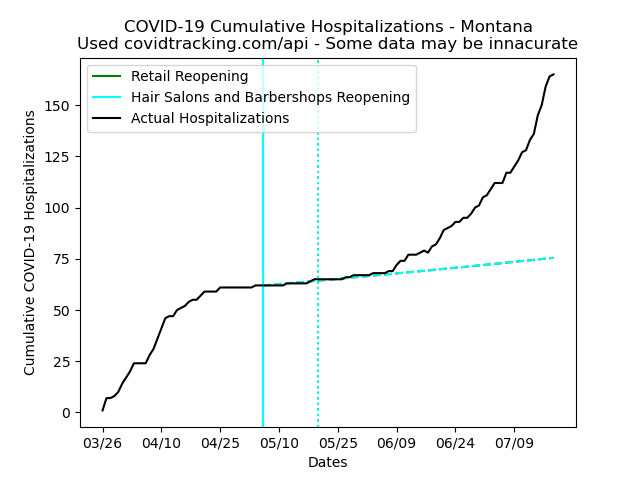 COVID-19 Cumulative Hospitalizations - Montana
Used covidtracking.com/api - Some data may be innacurate
Retail Reopening
Hair Salons and Barbershops Reopening
Actual Hospitalizations
Cumulative COVID-19 Hospitalizations
150
125
100
75
50
25
0
03/26 04/10 04/25 05/10 05/25 06/09 06/24 07/09
Dates